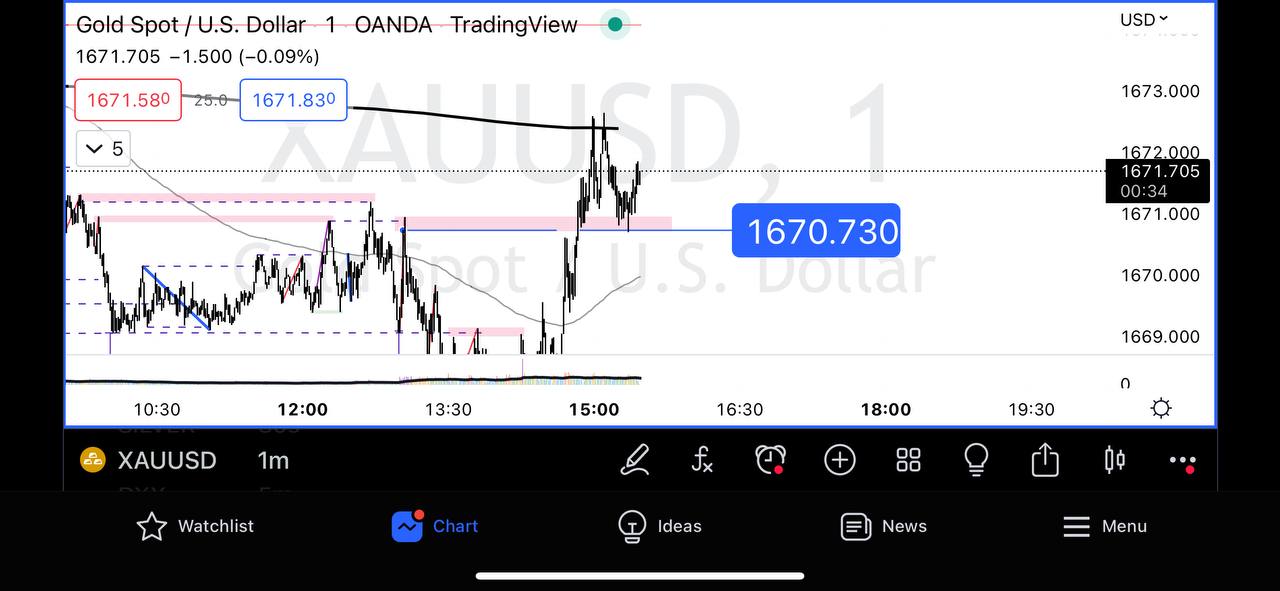 Gold Spot / U.S. Dollar · 1 · OANDA · TradingView
USD
1671.705 −1.500 (−0.09%)
1671.580 25.0 1671.830
5
XAUUSD, 1
Gold Spot / U.S. Dollar
1673.000
1672.000
1671.705
00:34
1671.000
1670.730
1670.000
1669.000
0
10:30 12:00 13:30 15:00 16:30 18:00 19:30
XAUUSD 1m
Watchlist Chart Ideas News Menu